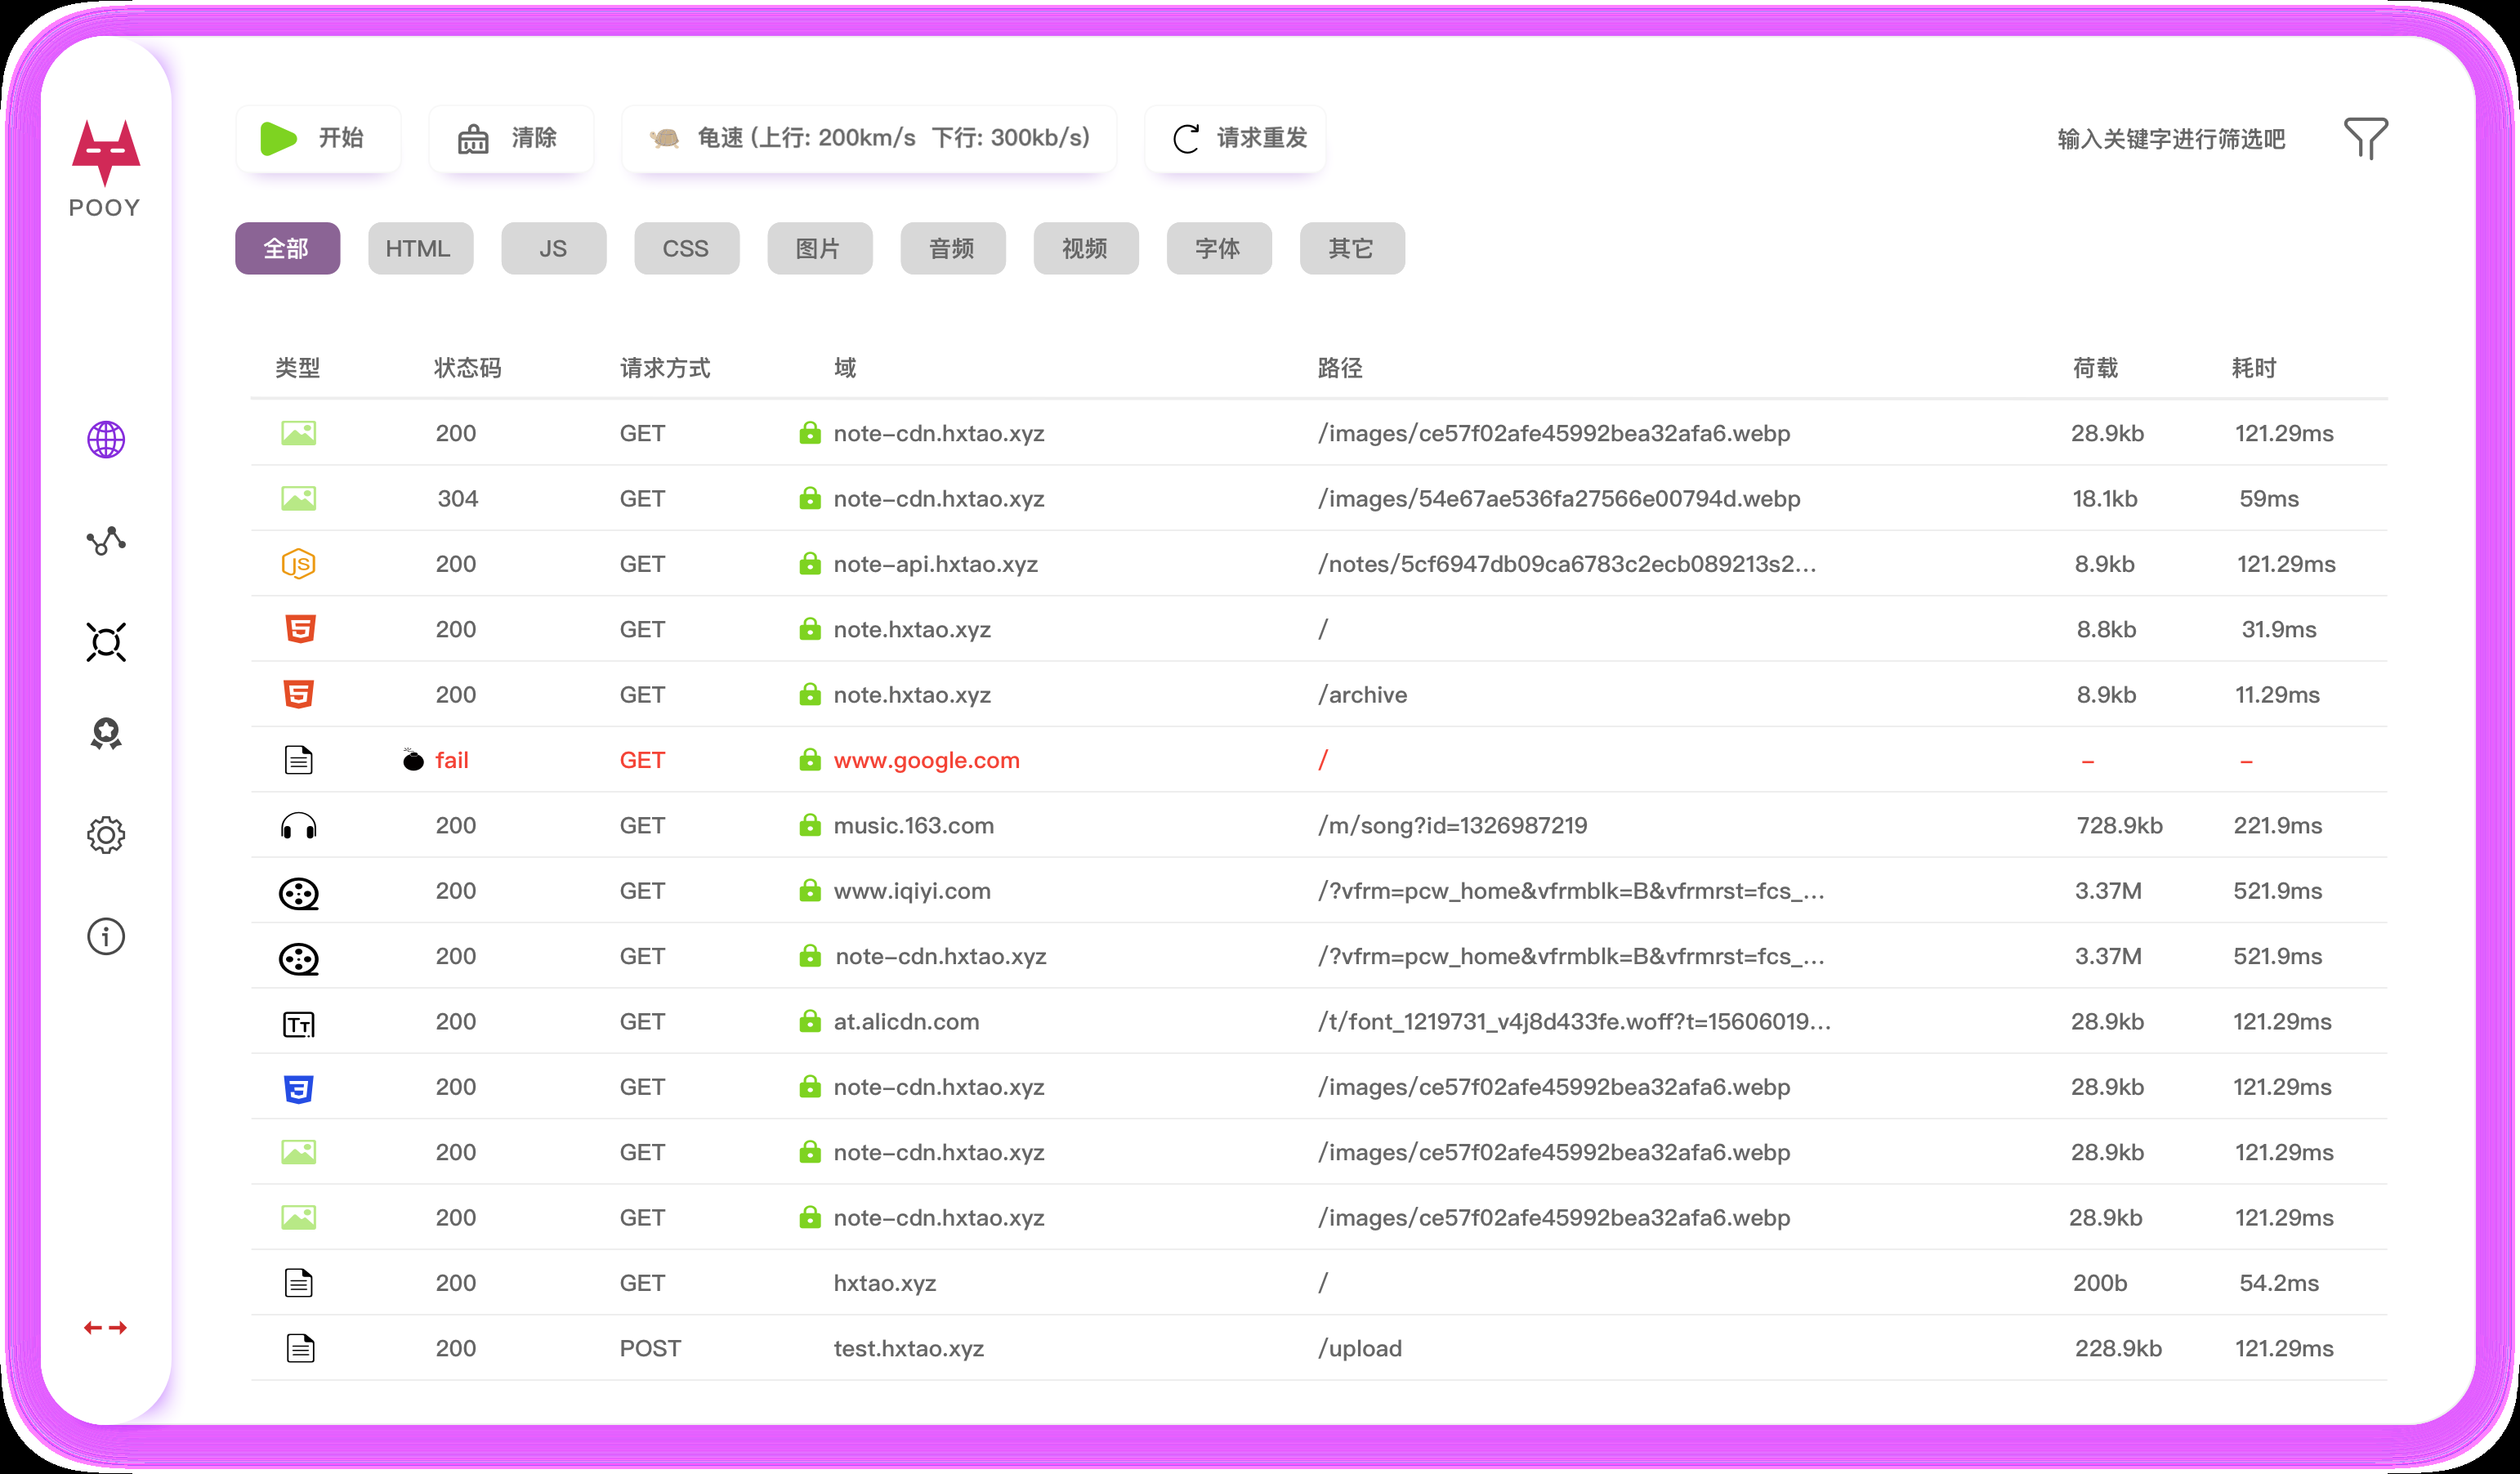 POOY
开始 清除 龟速 (上行: 200km/s 下行: 300kb/s) 请求重发 输入关键字进行筛选吧
全部 HTML JS CSS 图片 音频 视频 字体 其它
类型 状态码 请求方式 域 路径 荷载 耗时
200 GET note-cdn.hxtao.xyz /images/ce57f02afe45992bea32afa6.webp 28.9kb 121.29ms
304 GET note-cdn.hxtao.xyz /images/54e67ae536fa27566e00794d.webp 18.1kb 59ms
JS 200 GET note-api.hxtao.xyz /notes/5cf6947db09ca6783c2ecb089213s2... 8.9kb 121.29ms
5 200 GET note.hxtao.xyz / 8.8kb 31.9ms
5 200 GET note.hxtao.xyz /archive 8.9kb 11.29ms
fail GET www.google.com / - -
200 GET music.163.com /m/song?id=1326987219 728.9kb 221.9ms
200 GET www.iqiyi.com /?vfrm=pcw_home&vfrmblk=B&vfrmrst=fcs_... 3.37M 521.9ms
200 GET note-cdn.hxtao.xyz /?vfrm=pcw_home&vfrmblk=B&vfrmrst=fcs_... 3.37M 521.9ms
TT 200 GET at.alicdn.com /t/font_1219731_v4j8d433fe.woff?t=15606019... 28.9kb 121.29ms
3 200 GET note-cdn.hxtao.xyz /images/ce57f02afe45992bea32afa6.webp 28.9kb 121.29ms
200 GET note-cdn.hxtao.xyz /images/ce57f02afe45992bea32afa6.webp 28.9kb 121.29ms
200 GET note-cdn.hxtao.xyz /images/ce57f02afe45992bea32afa6.webp 28.9kb 121.29ms
200 GET hxtao.xyz / 200b 54.2ms
200 POST test.hxtao.xyz /upload 228.9kb 121.29ms